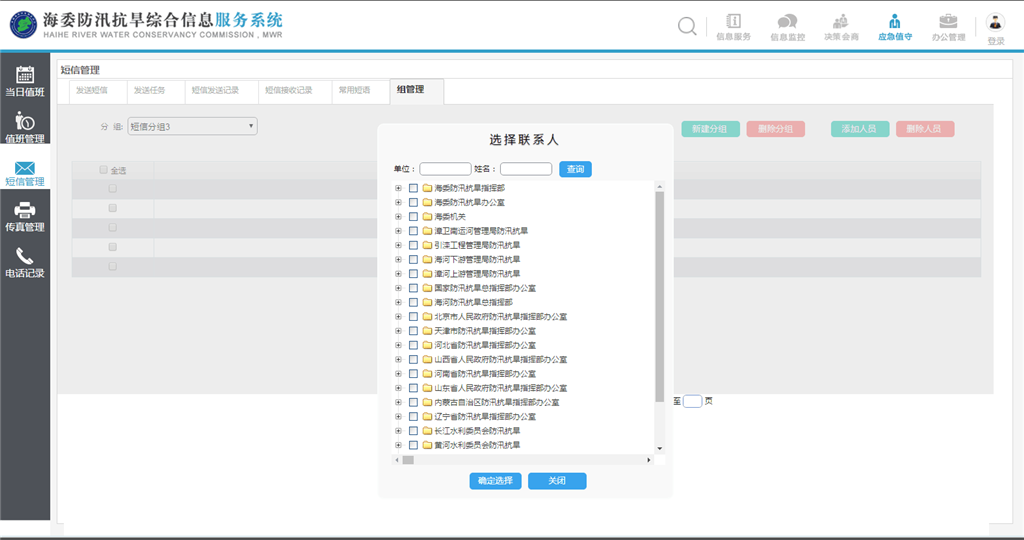 海委防汛抗旱综合信息服务系统
HAIHE RIVER WATER CONSERVANCY COMMISSION , MWR
信息服务
信息监控
决策会商
应急值守
办公管理
登录
当日值班
值班管理
短信管理
传真管理
电话记录
短信管理
发送短信
发送任务
短信发送记录
短信接收记录
常用短语
组管理
分 组:
短信分组3
新建分组
删除分组
添加人员
删除人员
全选
选择联系人
单位：
姓名：
查询
海委防汛抗旱指挥部
海委防汛抗旱办公室
海委机关
漳卫南运河管理局防汛抗旱
引滦工程管理局防汛抗旱
海河下游管理局防汛抗旱
漳河上游管理局防汛抗旱
国家防汛抗旱总指挥部办公室
海河防汛抗旱总指挥部
北京市人民政府防汛抗旱指挥部办公室
天津市防汛抗旱指挥部办公室
河北省防汛抗旱指挥部办公室
山西省人民政府防汛抗旱指挥部办公室
河南省防汛抗旱指挥部办公室
山东省人民政府防汛抗旱指挥部办公室
内蒙古自治区防汛抗旱指挥部办公室
辽宁省防汛抗旱指挥部办公室
长江水利委员会防汛抗旱
黄河水利委员会防汛抗旱
确定选择
关闭
至
页